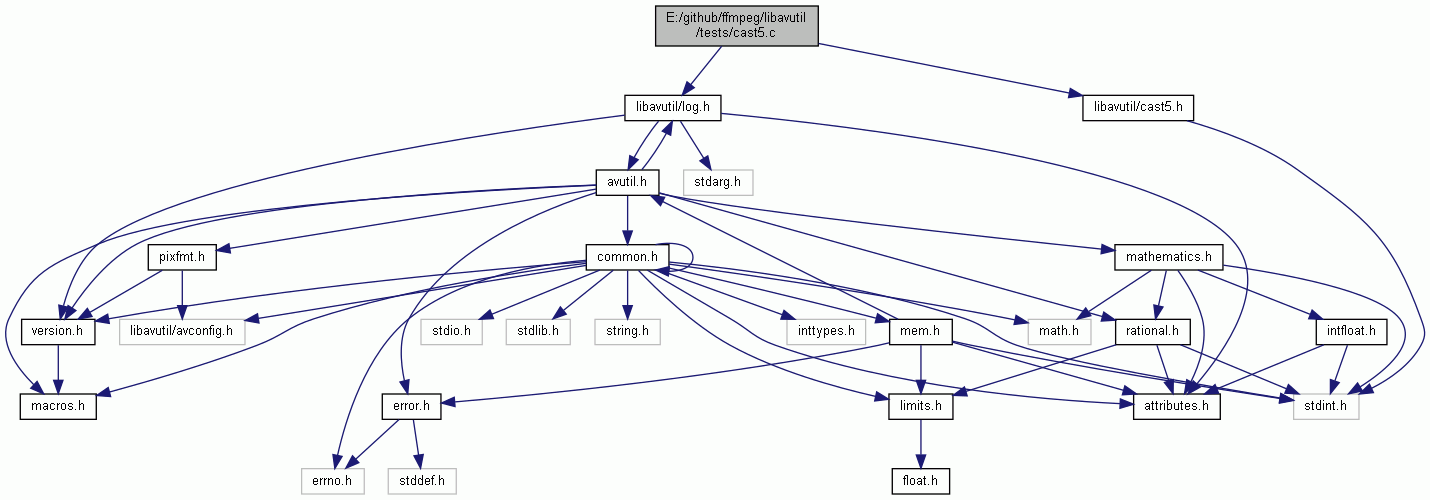 E:/github/ffmpeg/libavutil
/tests/cast5.c
libavutil/log.h
libavutil/cast5.h
avutil.h
stdarg.h
pixfmt.h
common.h
mathematics.h
version.h
libavutil/avconfig.h
stdio.h
stdlib.h
string.h
inttypes.h
mem.h
math.h
rational.h
intfloat.h
macros.h
error.h
limits.h
attributes.h
stdint.h
errno.h
stddef.h
float.h